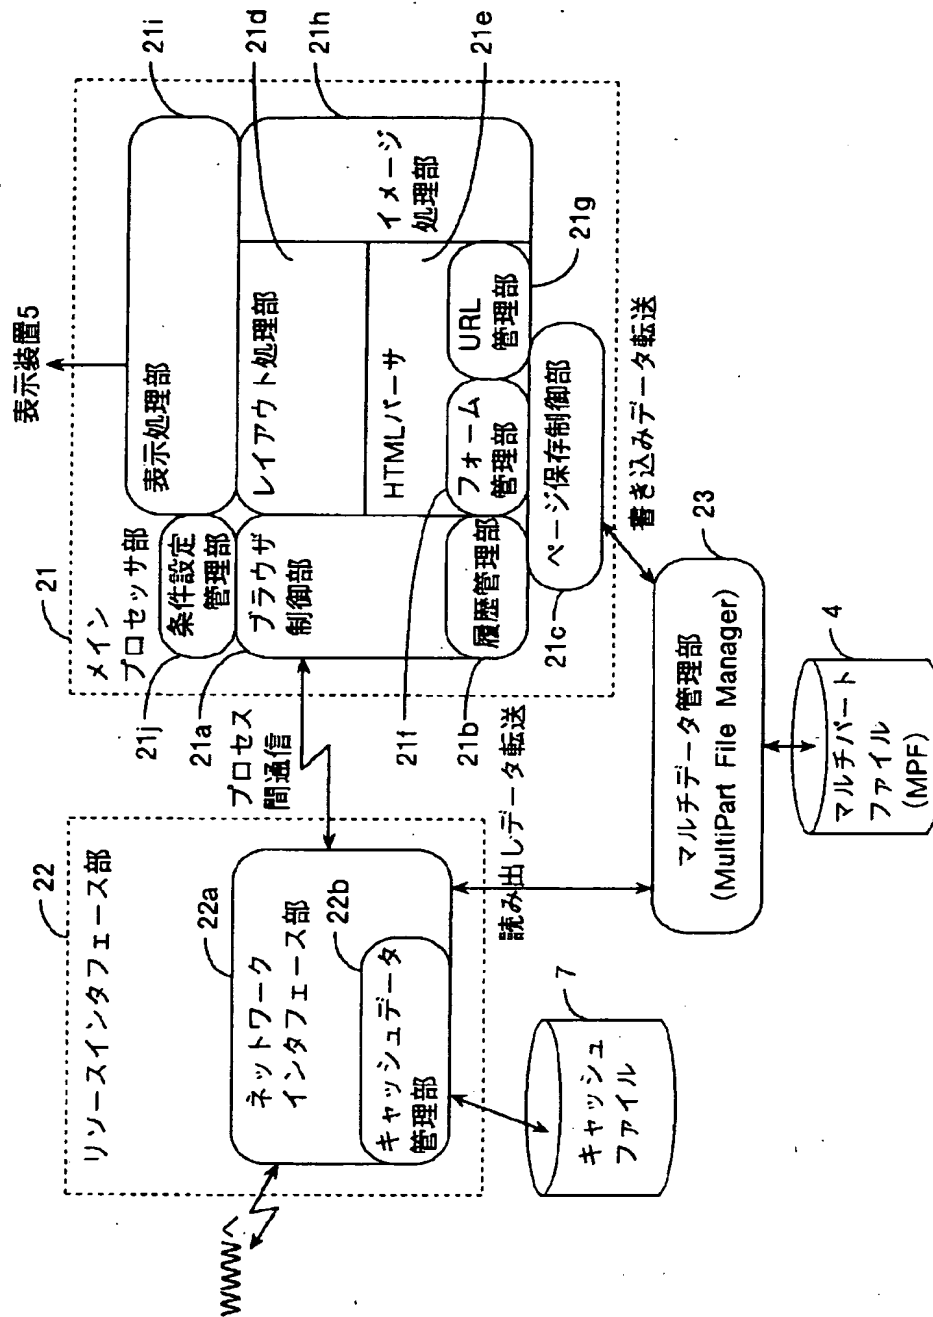 表示装置5
21
メイン
プロセッサ部
21i
21d
21h
21e
表示処理部
21j
条件設定
管理部
レイアウト処理部
イメージ
処理部
21a
ブラウザ
制御部
HTMLパーサ
21f
フォーム
管理部
URL
管理部
21g
21b
履歴管理部
21c
ページ保存制御部
プロセス
間通信
22
リソースインタフェース部
22a
ネットワーク
インタフェース部
22b
キャッシュデータ
管理部
WWWへ
読み出しデータ転送
書き込みデータ転送
23
マルチデータ管理部
(MultiPart File Manager)
7
キャッシュ
ファイル
4
マルチパート
ファイル
(MPF)